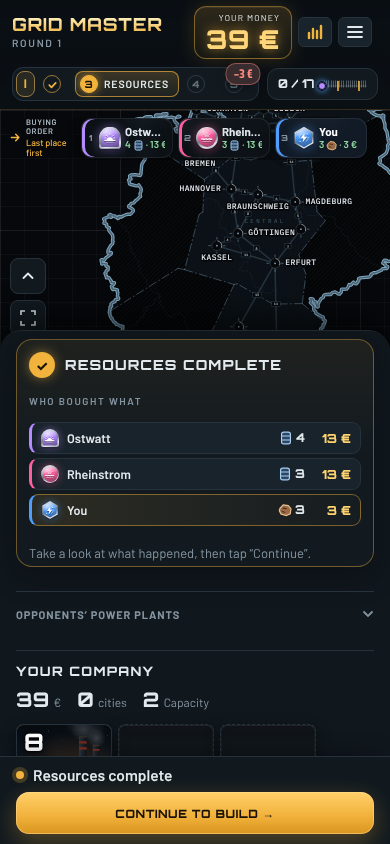 GRID MASTER
ROUND 1
YOUR MONEY
39 €
I
3 RESOURCES
4
-3 €
0 / 17
BUYING ORDER
Last place first
1 Ostw...
4 · 13 €
2 Rhein...
3 · 13 €
3 You
3 · 3 €
BREMEN
HANNOVER
BRAUNSCHWEIG
MAGDEBURG
CENTRAL
GÖTTINGEN
KASSEL
ERFURT
RESOURCES COMPLETE
WHO BOUGHT WHAT
Ostwatt 4 13 €
Rheinstrom 3 13 €
You 3 3 €
Take a look at what happened, then tap “Continue”.
OPPONENTS’ POWER PLANTS
YOUR COMPANY
39 € 0 cities 2 Capacity
8
Resources complete
CONTINUE TO BUILD →